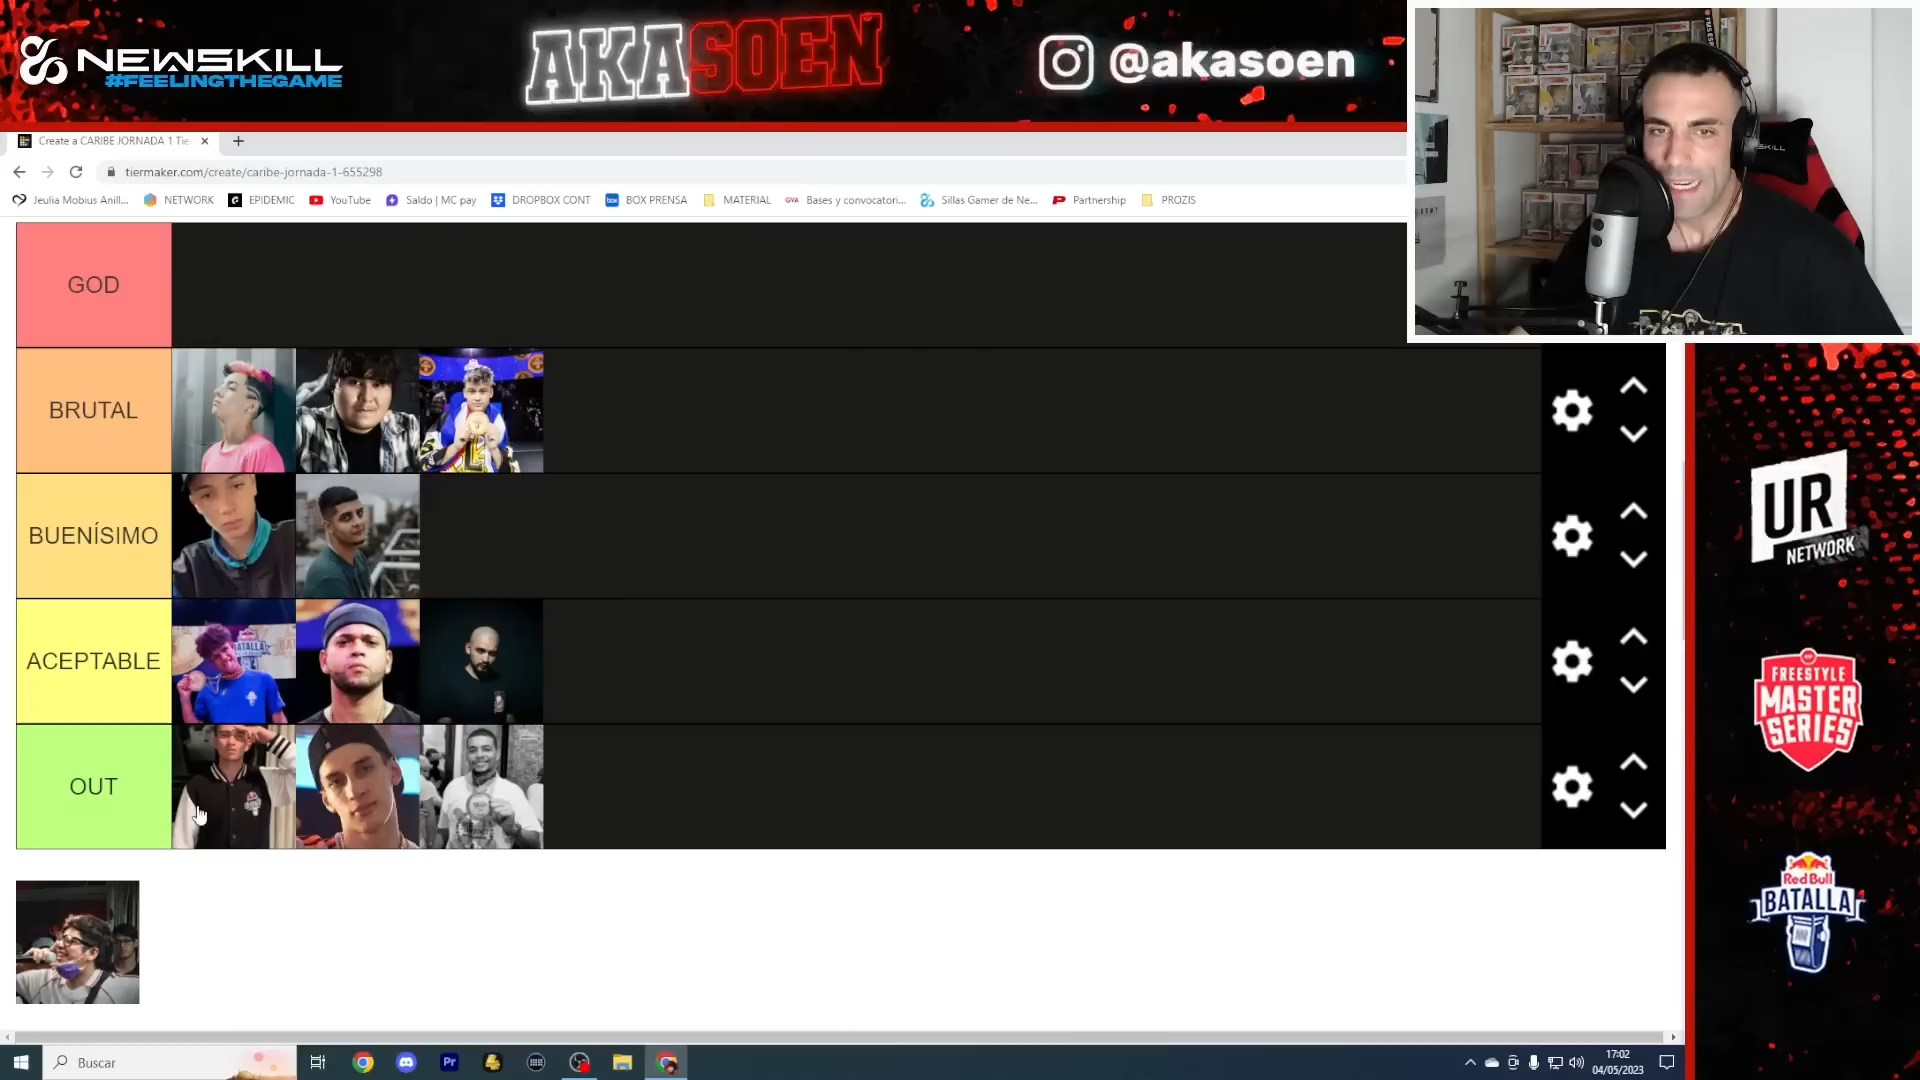 NEWSKILL
#FEELINGTHEGAME
AKASOEN
@akasoen
Create a CARIBE JORNADA 1 Tie
tiermaker.com/create/caribe-jornada-1-655298
Jeulia Mobius Anill...
NETWORK
EPIDEMIC
YouTube
Saldo | MC pay
DROPBOX CONT
BOX PRENSA
MATERIAL
GVA
Bases y convocatori...
Sillas Gamer de Ne...
Partnership
PROZIS
GOD
BRUTAL
BUENÍSIMO
ACEPTABLE
OUT
UR
NETWORK
FREESTYLE
MASTER
SERIES
Red Bull
BATALLA
Buscar
Pr
17:02
04/05/2023